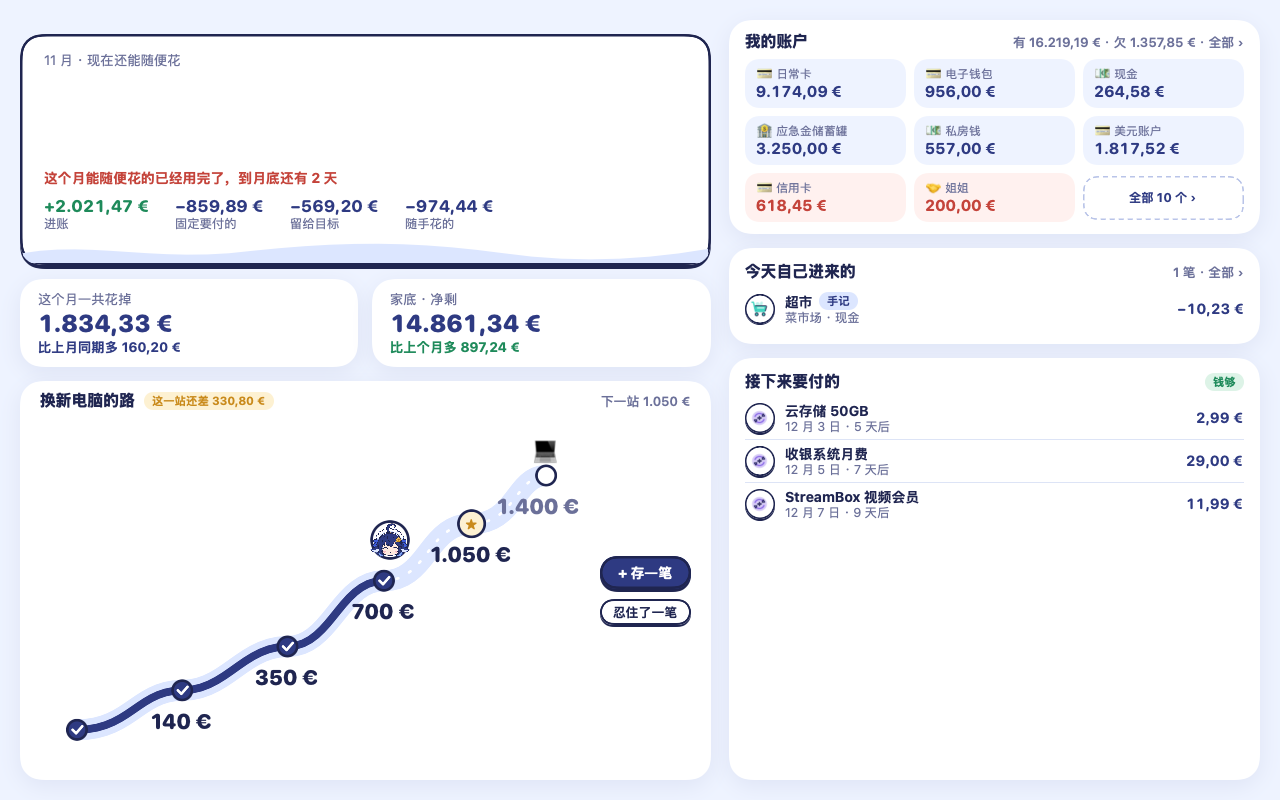 11 月 · 现在还能随便花
这个月能随便花的已经用完了，到月底还有 2 天
+2.021,47 € −859,89 € −569,20 € −974,44 €
进账 固定要付的 留给目标 随手花的
这个月一共花掉
1.834,33 €
比上月同期多 160,20 €
家底 · 净剩
14.861,34 €
比上个月多 897,24 €
换新电脑的路 这一站还差 330,80 € 下一站 1.050 €
1.400 €
1.050 €
700 €
350 €
140 €
+ 存一笔
忍住了一笔
我的账户 有 16.219,19 € · 欠 1.357,85 € · 全部 ›
日常卡 电子钱包 现金
9.174,09 € 956,00 € 264,58 €
应急金储蓄罐 私房钱 美元账户
3.250,00 € 557,00 € 1.817,52 €
信用卡 姐姐
618,45 € 200,00 €
全部 10 个 ›
今天自己进来的 1 笔 · 全部 ›
超市 手记
菜市场 · 现金
−10,23 €
接下来要付的 钱够
云存储 50GB
12 月 3 日 · 5 天后
2,99 €
收银系统月费
12 月 5 日 · 7 天后
29,00 €
StreamBox 视频会员
12 月 7 日 · 9 天后
11,99 €